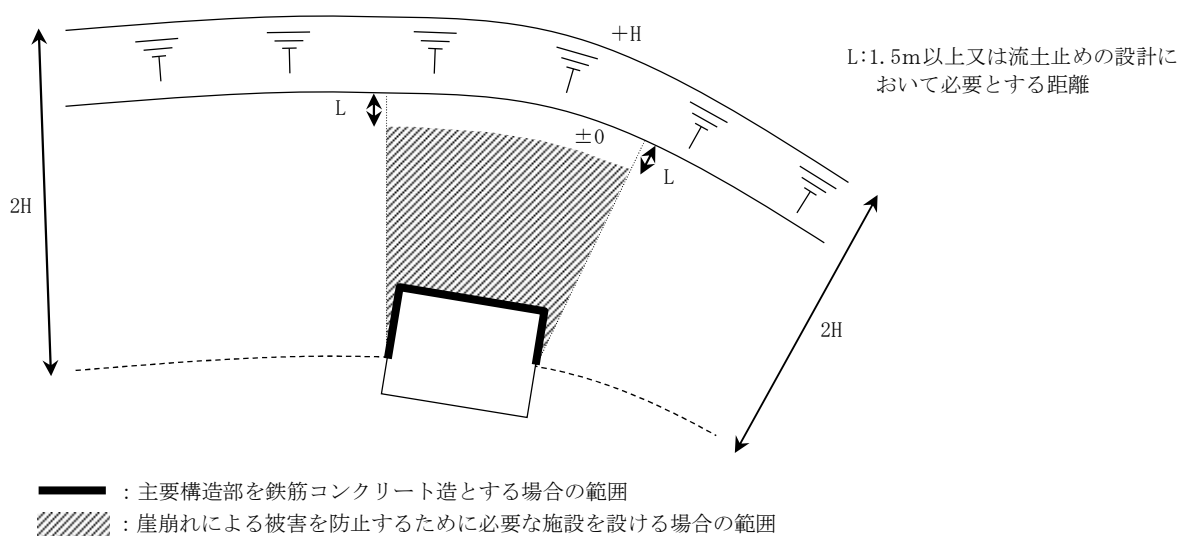 +H
L:1.5m以上又は流土止めの設計に
おいて必要とする距離
L
±0
L
2H
2H
：主要構造部を鉄筋コンクリート造とする場合の範囲
：崖崩れによる被害を防止するために必要な施設を設ける場合の範囲